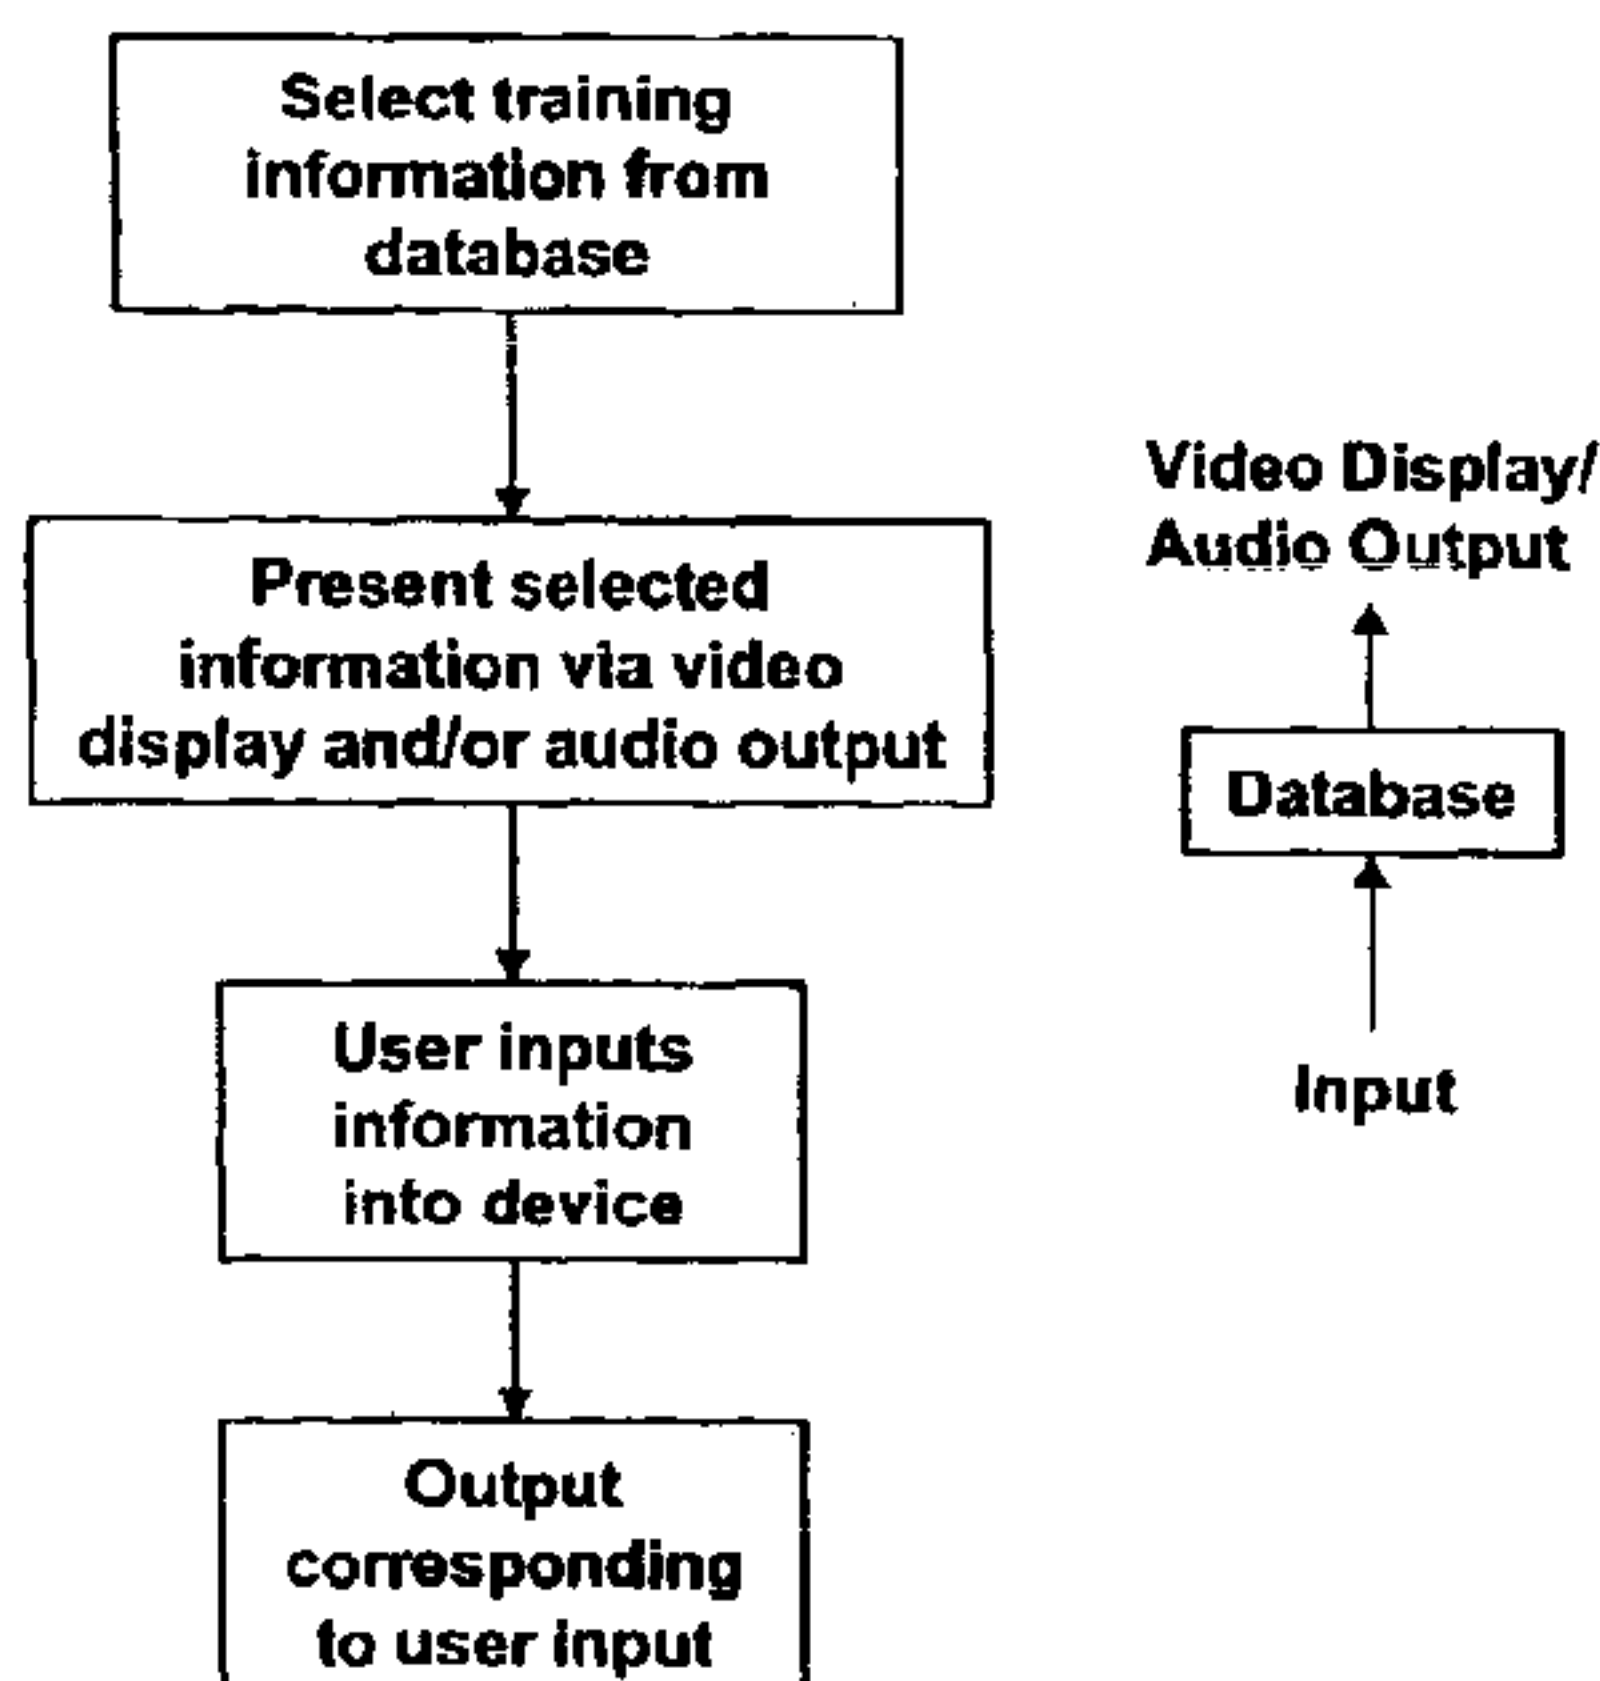 Select training
information from
database
Present selected
information via video
display and/or audio output
User inputs
information
into device
Output
corresponding
to user input
Video Display/
Audio Output
Database
Input